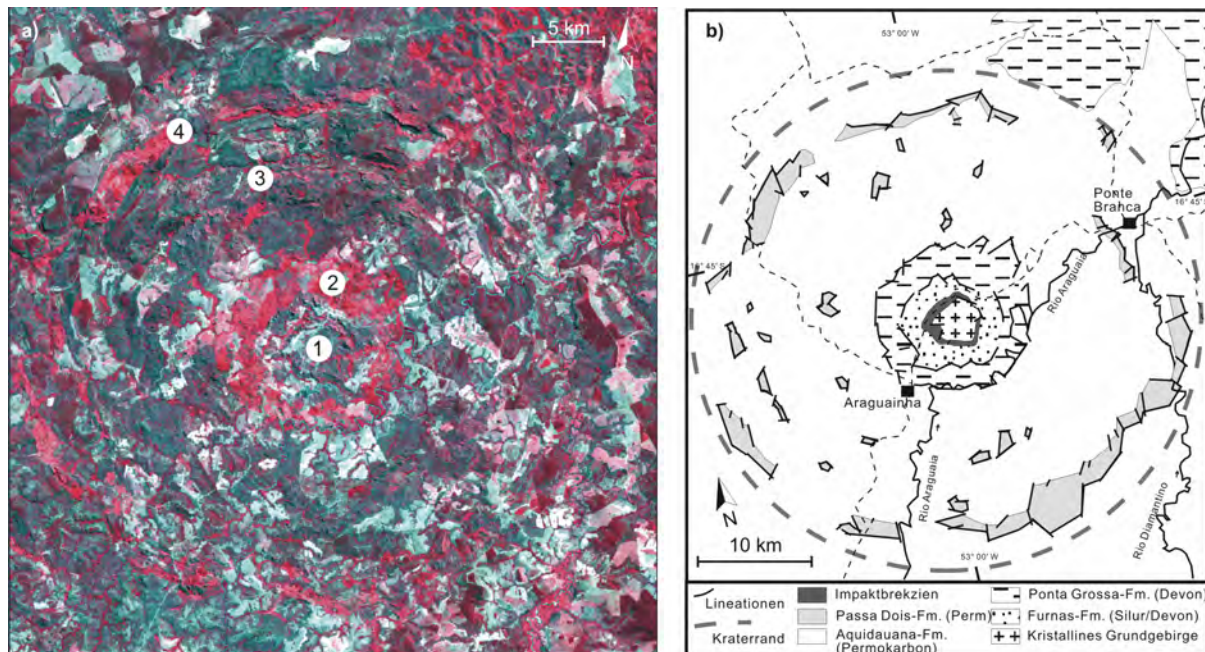 a)
5 km
N
4
3
2
1
b)
53° 00' W
Ponte
Branca
16° 45' S
16° 45' S
Rio Araguaia
Araguainha
Rio Araguaia
Rio Diamantino
N
10 km
53° 00' W
Lineationen
Kraterrand
Impaktbrekzien
Passa Dois-Fm. (Perm)
Aquidauana-Fm.
(Permokarbon)
Ponta Grossa-Fm. (Devon)
Furnas-Fm. (Silur/Devon)
Kristallines Grundgebirge